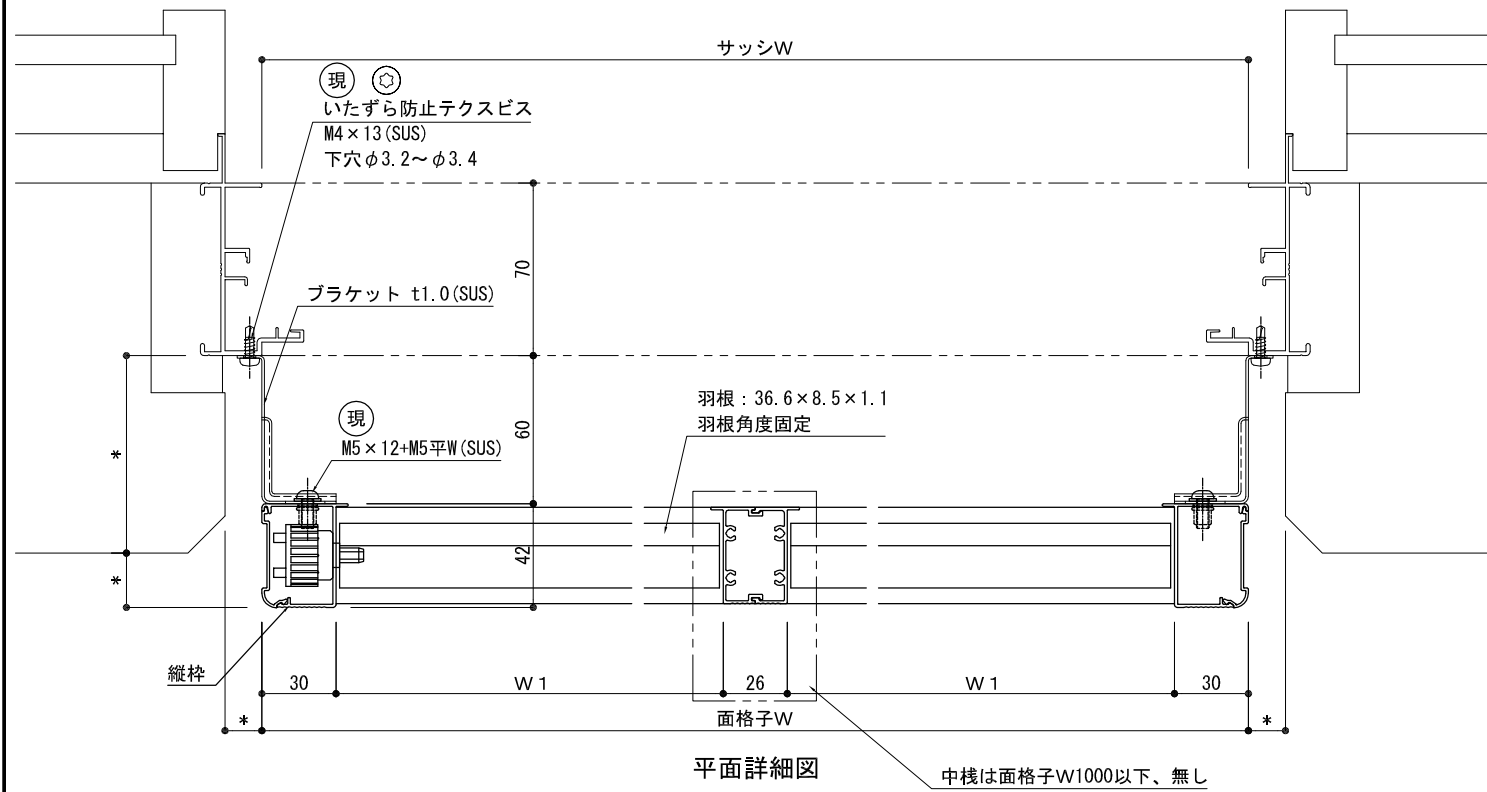 サッシW
現
いたずら防止テクスビス
M4×13(SUS)
下穴φ3.2～φ3.4
70
ブラケット t1.0(SUS)
羽根：36.6×8.5×1.1
羽根角度固定
現
M5×12+M5平W(SUS)
60
*
42
*
縦枠
30
W1
26
W1
30
*
面格子W
*
平面詳細図
中桟は面格子W1000以下、無し